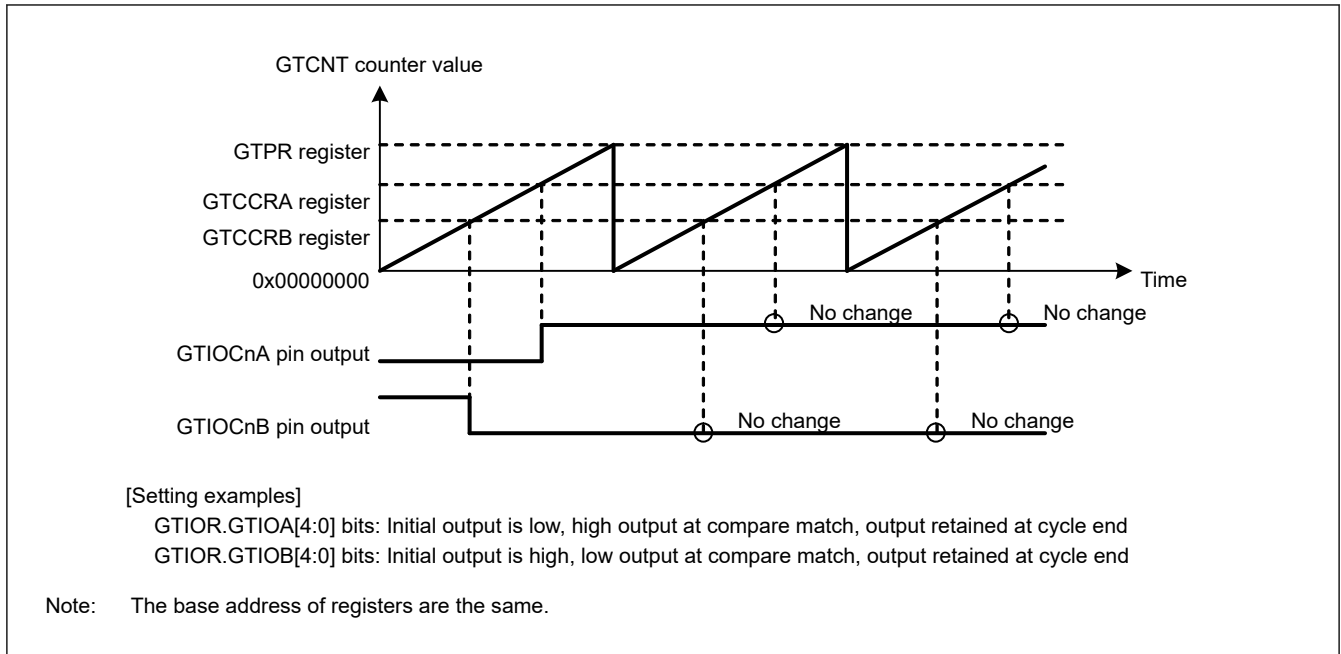 GTCNT counter value
GTPR register
GTCCRA register
GTCCRB register
0x00000000
Time
No change
No change
GTIOCnA pin output
No change
No change
GTIOCnB pin output
[Setting examples]
GTIOR.GTIOA[4:0] bits: Initial output is low, high output at compare match, output retained at cycle end
GTIOR.GTIOB[4:0] bits: Initial output is high, low output at compare match, output retained at cycle end
Note: The base address of registers are the same.